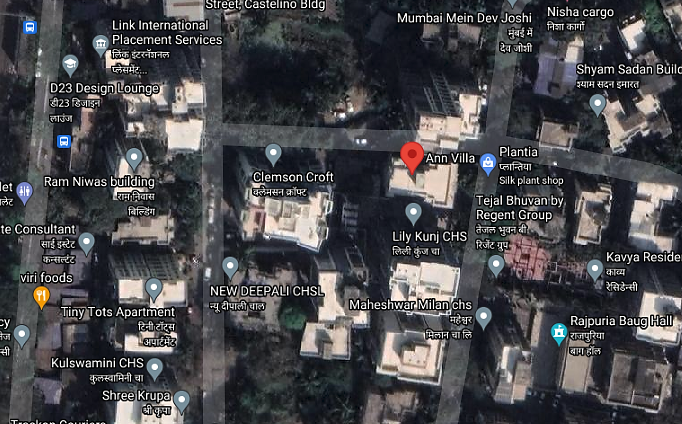 Street, Castelino Bldg
Mumbai Mein Dev Joshi
मुंबई में
देव जोशी
Nisha cargo
निशा कार्गो
Link International
Placement Services
लिंक इंटरनॅशनल
प्लेसमेंट...
D23 Design Lounge
डी23 डिजाइन
लाउंज
Shyam Sadan Build
श्याम सदन इमारत
Ann Villa
Plantia
प्लान्तिया
Silk plant shop
Clemson Croft
क्लेमसन क्रॉफ्ट
Ram Niwas building
राम निवास
बिल्डिंग
Tejal Bhuvan by
Regent Group
तेजल भुवन बी
रिजेंट ग्रुप
Lily Kunj CHS
लिली कुंज चा
te Consultant
साई इस्टेट
कन्सल्टंट
Kavya Reside
काव्य
रेसिडेन्सी
viri foods
NEW DEEPALI CHSL
न्यू दीपाली चाल
Tiny Tots Apartment
टिनी टॉट्स
अपार्टमेंट
Maheshwar Milan chs
महेश्वर
मिलान चा लि
Rajpuria Baug Hall
राजपुरिया
बाग हॉल
Kulswamini CHS
कुलस्वामिनी चा
Shree Krupa
श्री कृपा